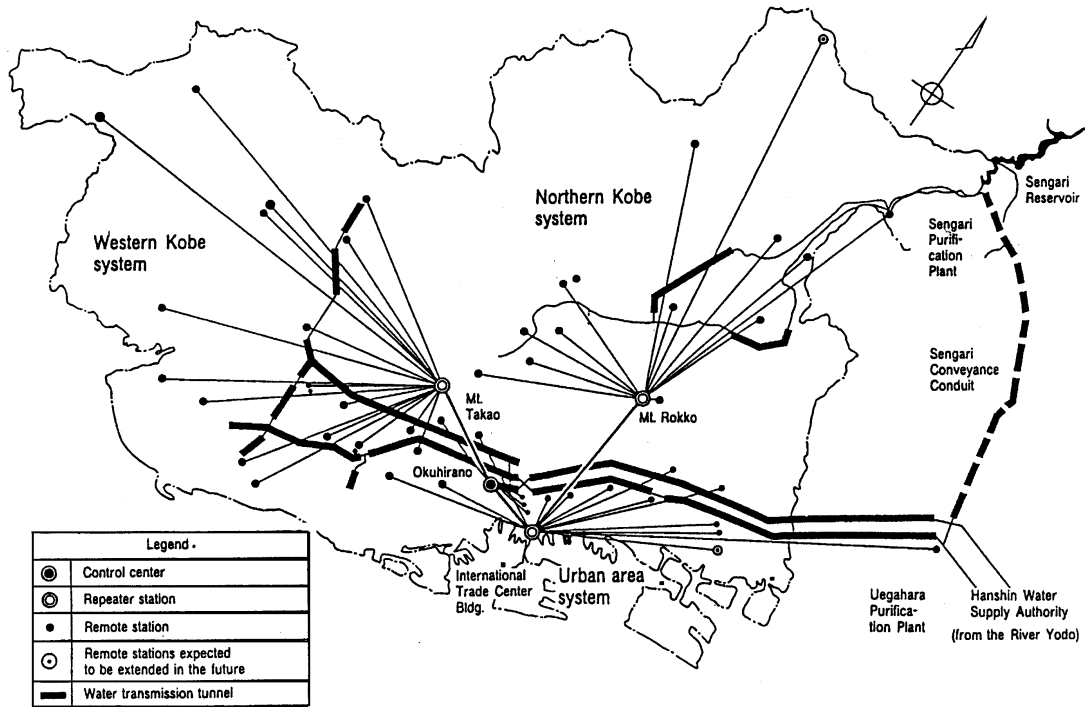 Northern Kobe
system
Western Kobe
system
Sengari
Reservoir
Sengari
Purifi-
cation
Plant
Sengari
Conveyance
Conduit
Mt.
Takao
Mt. Rokko
Okuhirano
International
Trade Center
Bldg.
Urban area
system
Uegahara
Purifica-
tion Plant
Hanshin Water
Supply Authority
(from the River Yodo)
Legend.
Control center
Repeater station
Remote station
Remote stations expected
to be extended in the future
Water transmission tunnel